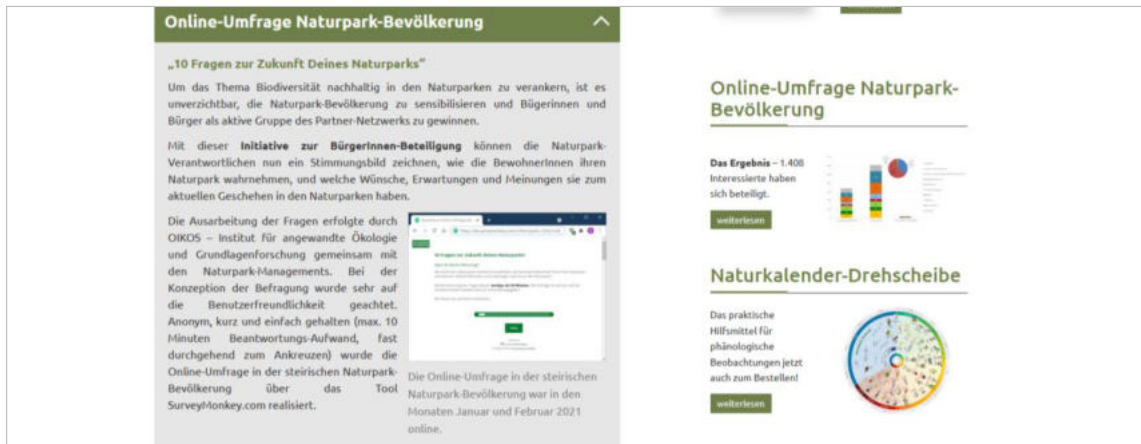 Online-Umfrage Naturpark-Bevölkerung
„10 Fragen zur Zukunft Deines Naturparks“
Um das Thema Biodiversität nachhaltig in den Naturparken zu verankern, ist es
unverzichtbar, die Naturpark-Bevölkerung zu sensibilisieren und Bügerinnen und
Bürger als aktive Gruppe des Partner-Netzwerks zu gewinnen.
Mit dieser Initiative zur BürgerInnen-Beteiligung können die Naturpark-
Verantwortlichen nun ein Stimmungsbild zeichnen, wie die BewohnerInnen ihren
Naturpark wahrnehmen, und welche Wünsche, Erwartungen und Meinungen sie zum
aktuellen Geschehen in den Naturparken haben.
Die Ausarbeitung der Fragen erfolgte durch
OIKOS – Institut für angewandte Ökologie
und Grundlagenforschung gemeinsam mit
den Naturpark-Managements. Bei der
Konzeption der Befragung wurde sehr auf
die Benutzerfreundlichkeit geachtet.
Anonym, kurz und einfach gehalten (max. 10
Minuten Beantwortungs-Aufwand, fast
durchgehend zum Ankreuzen) wurde die
Online-Umfrage in der steirischen Naturpark-
Bevölkerung über das Tool
SurveyMonkey.com realisiert.
10 Fragen zur Zukunft deines Naturparks
Die Online-Umfrage in der steirischen
Naturpark-Bevölkerung war in den
Monaten Januar und Februar 2021
online.
Online-Umfrage Naturpark-
Bevölkerung
Das Ergebnis – 1.408
Interessierte haben
sich beteiligt.
weiterlesen
Naturkalender-Drehscheibe
Das praktische
Hilfsmittel für
phänologische
Beobachtungen jetzt
auch zum Bestellen!
weiterlesen